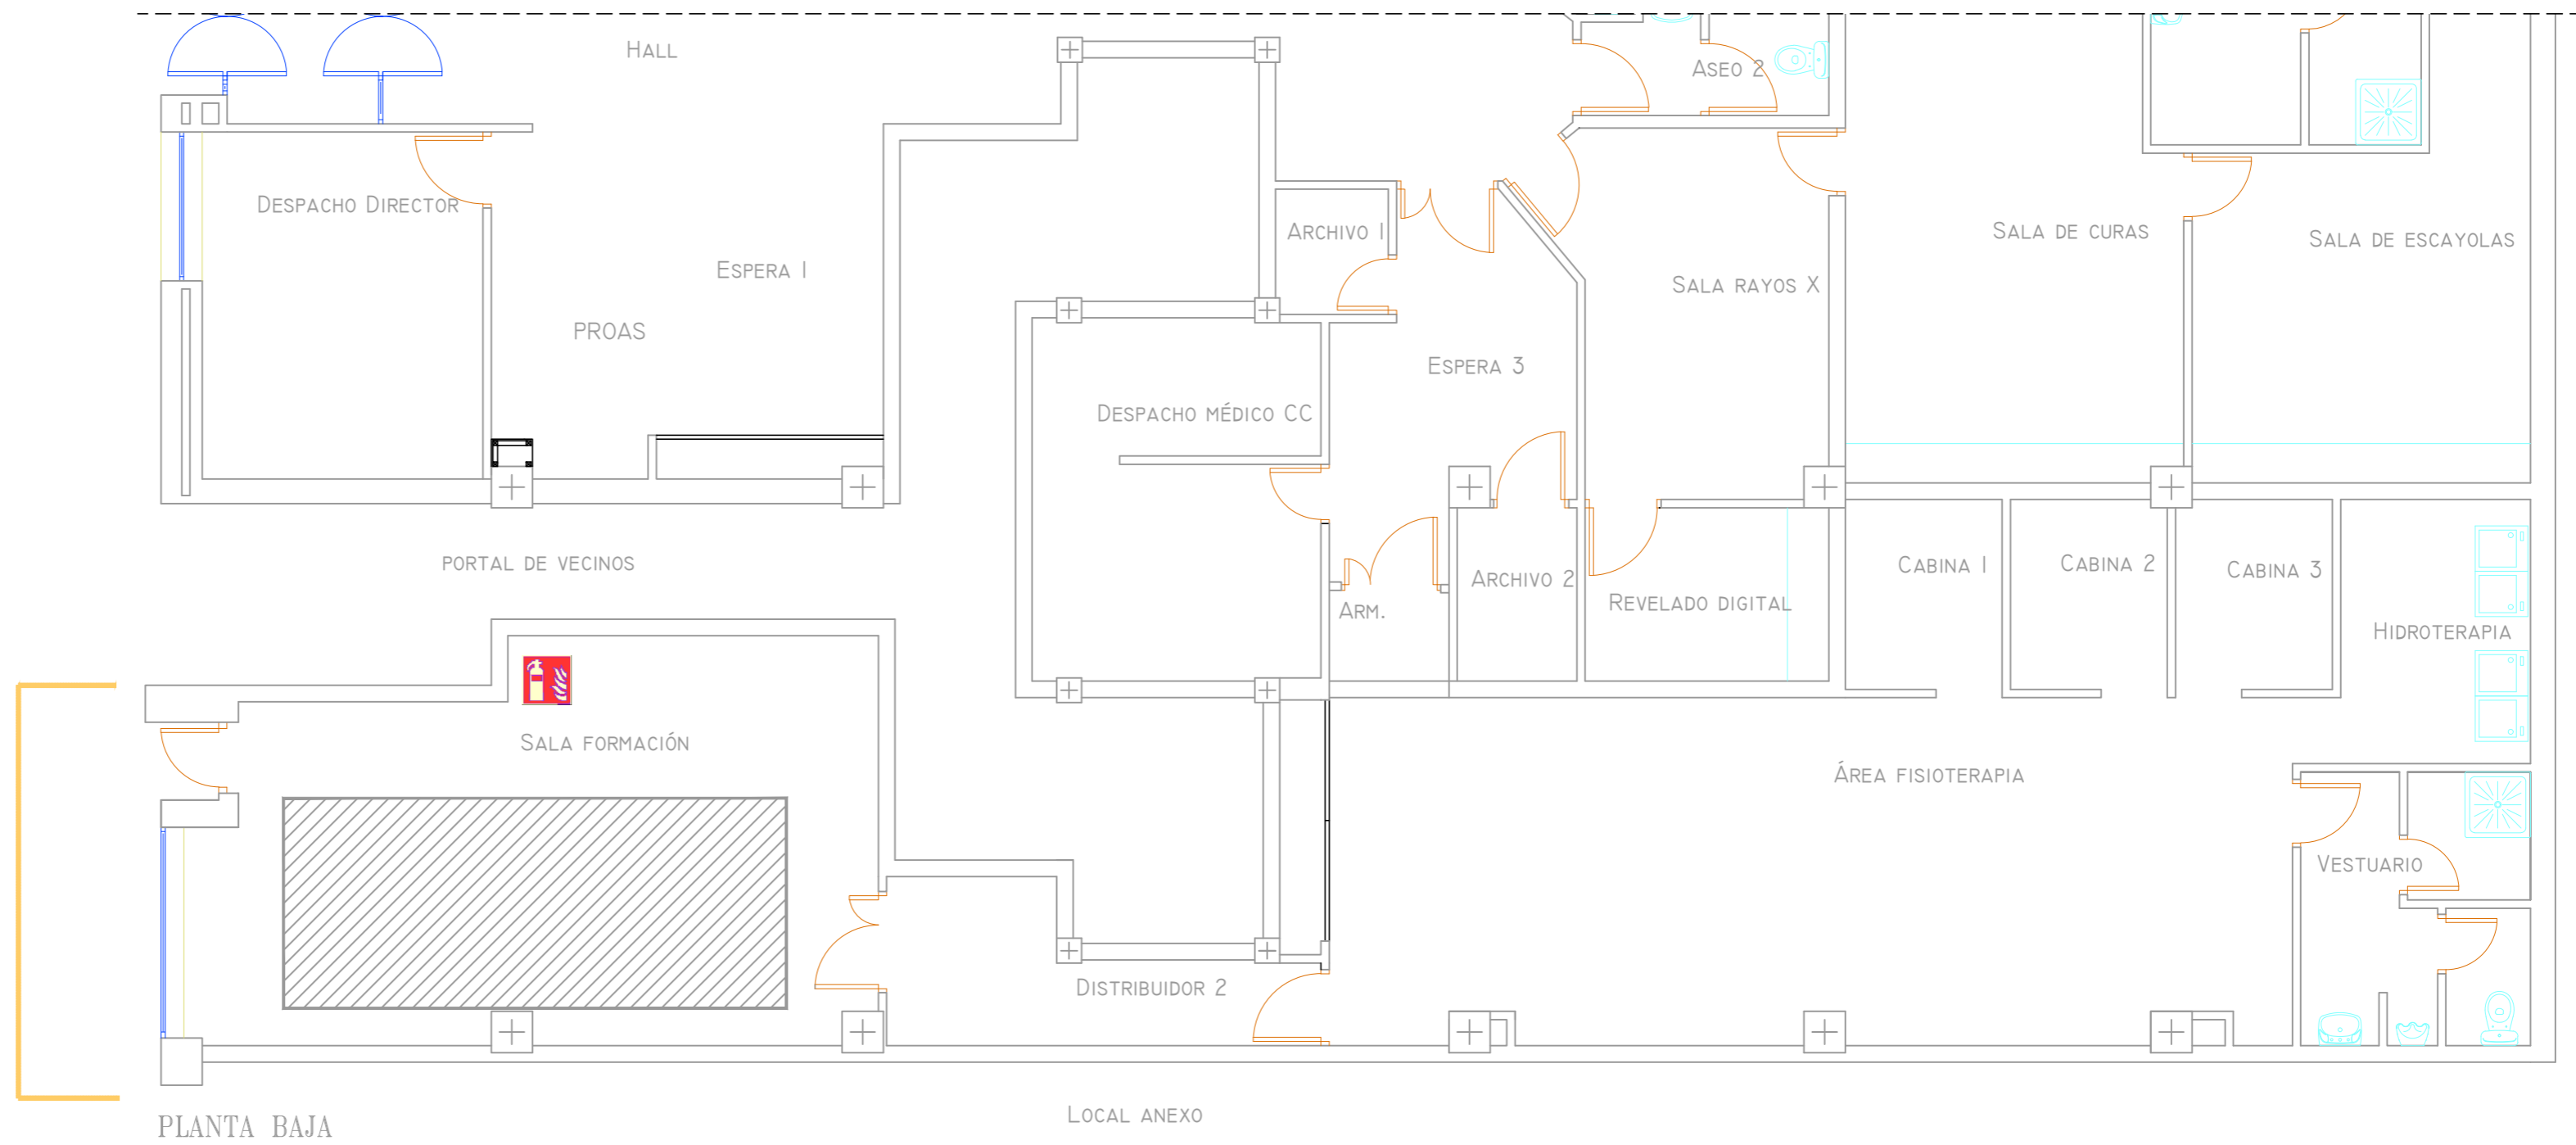 HALL
ASEO 2
DESPACHO DIRECTOR
ARCHIVO 1
SALA DE CURAS
SALA DE ESCAYOLAS
ESPERA 1
SALA RAYOS X
PROAS
ESPERA 3
DESPACHO MÉDICO CC
PORTAL DE VECINOS
ARCHIVO 2
CABINA 1
CABINA 2
CABINA 3
ARM.
REVELADO DIGITAL
HIDROTERAPIA
SALA FORMACIÓN
ÁREA FISIOTERAPIA
VESTUARIO
DISTRIBUIDOR 2
LOCAL ANEXO
PLANTA BAJA